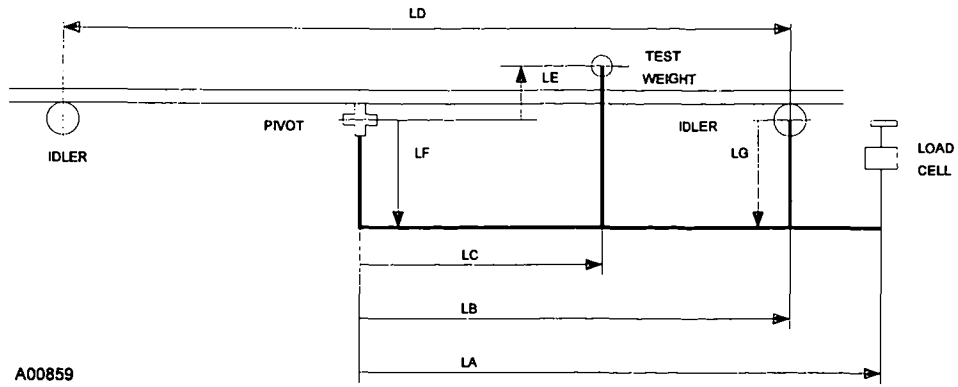 LD
TEST
WEIGHT
LE
PIVOT
IDLER
IDLER
LF
LG
LOAD
CELL
LC
LB
LA
A00859